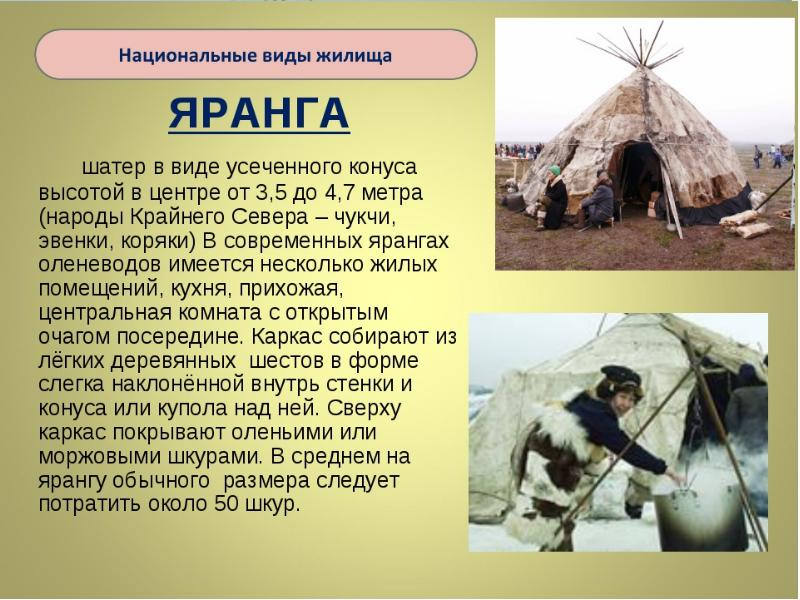 Национальные виды жилища
ЯРАНГА
шатер в виде усеченного конуса
высотой в центре от 3,5 до 4,7 метра
(народы Крайнего Севера – чукчи,
эвенки, коряки) В современных ярангах
оленеводов имеется несколько жилых
помещений, кухня, прихожая,
центральная комната с открытым
очагом посередине. Каркас собирают из
лёгких деревянных шестов в форме
слегка наклонённой внутрь стенки и
конуса или купола над ней. Сверху
каркас покрывают оленьими или
моржовыми шкурами. В среднем на
ярангу обычного размера следует
потратить около 50 шкур.